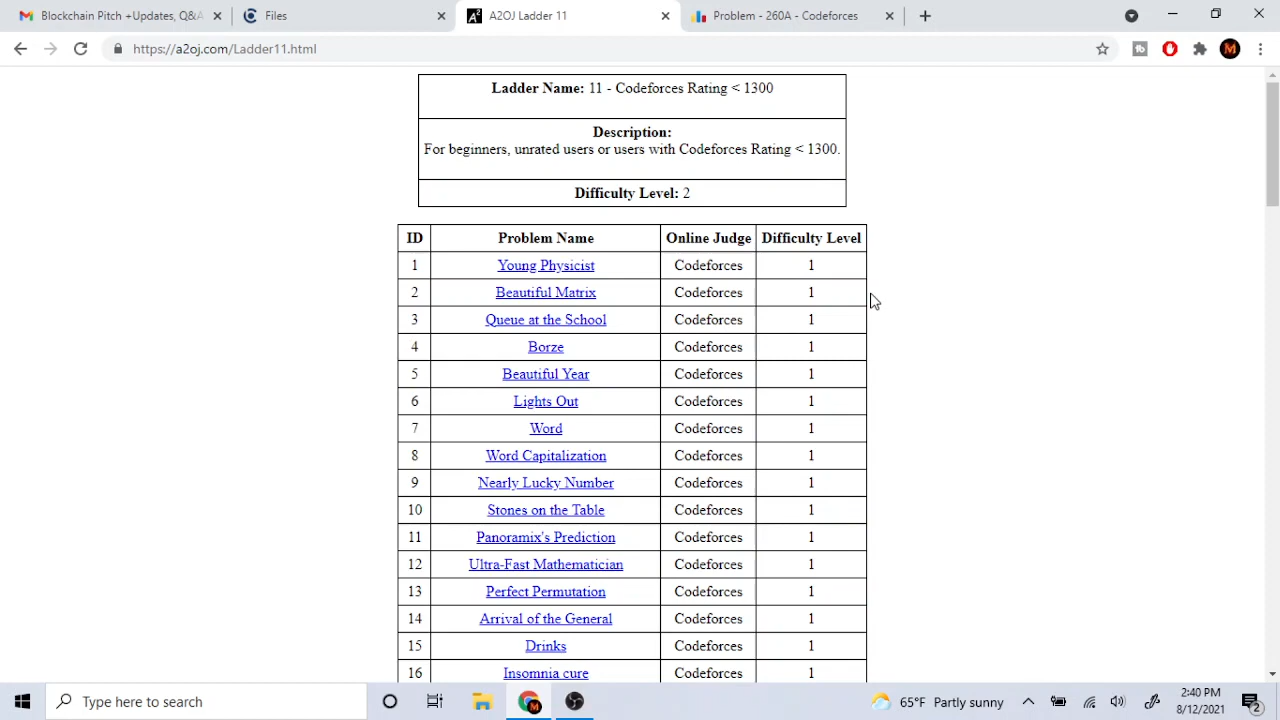 Blockchain Pitch +Updates, Q&A
Files
A2OJ Ladder 11
Problem - 260A - Codeforces
https://a2oj.com/Ladder11.html
Ladder Name: 11 - Codeforces Rating < 1300
Description:
For beginners, unrated users or users with Codeforces Rating < 1300.
Difficulty Level: 2
ID Problem Name Online Judge Difficulty Level
1 Young Physicist Codeforces 1
2 Beautiful Matrix Codeforces 1
3 Queue at the School Codeforces 1
4 Borze Codeforces 1
5 Beautiful Year Codeforces 1
6 Lights Out Codeforces 1
7 Word Codeforces 1
8 Word Capitalization Codeforces 1
9 Nearly Lucky Number Codeforces 1
10 Stones on the Table Codeforces 1
11 Panoramix's Prediction Codeforces 1
12 Ultra-Fast Mathematician Codeforces 1
13 Perfect Permutation Codeforces 1
14 Arrival of the General Codeforces 1
15 Drinks Codeforces 1
16 Insomnia cure Codeforces 1
Type here to search
65°F Partly sunny
2:40 PM
8/12/2021
2